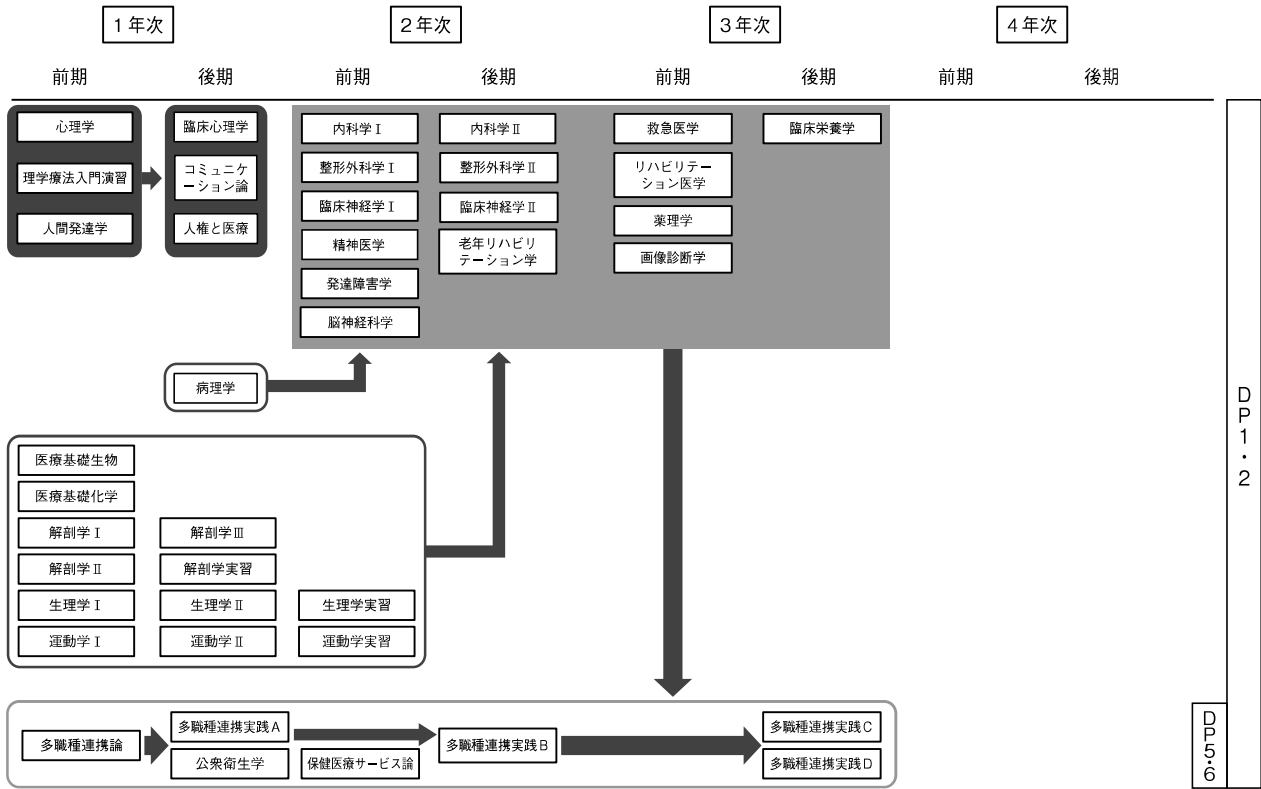 1年次
2年次
3年次
4年次
前期
後期
前期
後期
前期
後期
前期
後期
心理学
理学療法入門演習
人間発達学
臨床心理学
コミュニケ
ーション論
人権と医療
内科学Ⅰ
整形外科学Ⅰ
臨床神経学Ⅰ
精神医学
発達障害学
脳神経科学
内科学Ⅱ
整形外科学Ⅱ
臨床神経学Ⅱ
老年リハビリ
テーション学
救急医学
リハビリテー
ション医学
薬理学
画像診断学
臨床栄養学
病理学
医療基礎生物
医療基礎化学
解剖学Ⅰ
解剖学Ⅱ
生理学Ⅰ
運動学Ⅰ
解剖学Ⅲ
解剖学実習
生理学Ⅱ
運動学Ⅱ
生理学実習
運動学実習
多職種連携論
多職種連携実践A
公衆衛生学
保健医療サービス論
多職種連携実践B
多職種連携実践C
多職種連携実践D
DP1・2
DP5・6